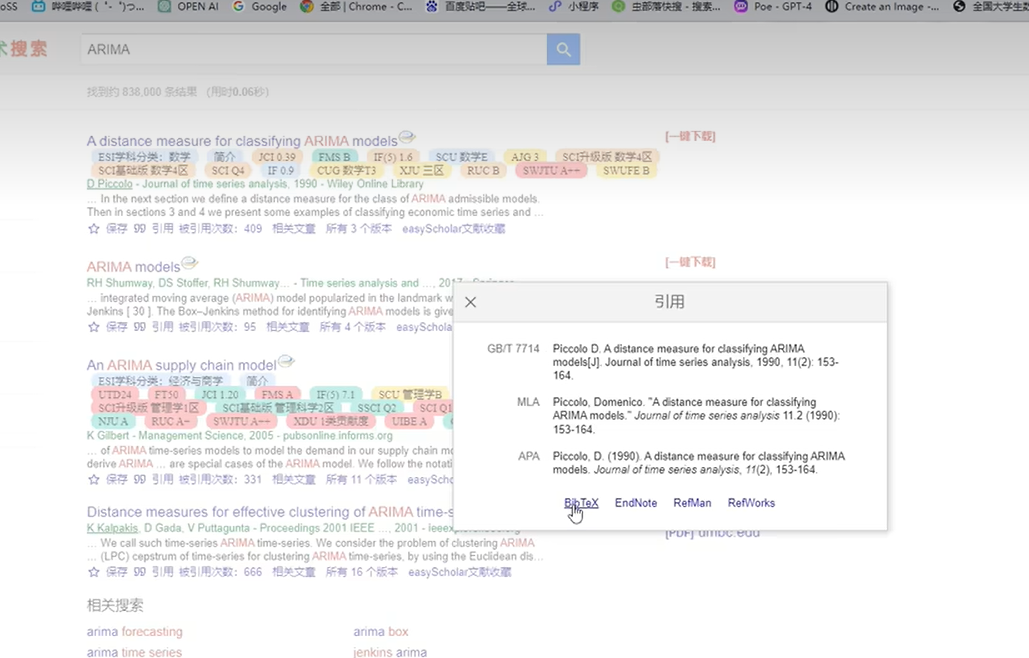 oSS 哔哩哔哩 (゜-゜)つ... OPEN AI Google 全部 | Chrome - C... 百度贴吧——全球... 小程序 虫部落快搜 - 搜索... Poe - GPT-4 Create an Image -... 全国大学生数
术搜索 ARIMA
找到约 838,000 条结果 (用时0.06秒)
A distance measure for classifying ARIMA models [一键下载]
ESI学科分类：数学 简介 JCI 0.39 FMS B IF(5) 1.6 SCU 数学E AJG 3 SCI升级版 数学4区
SCI基础版 数学4区 SCI Q4 IF 0.9 CUG 数学T3 XJU 三区 RUC B SWJTU A++ SWUFE B
D Piccolo - Journal of time series analysis, 1990 - Wiley Online Library
... In the next section we define a distance measure for the class of ARIMA admissible models.
Then in sections 3 and 4 we present some examples of classifying economic time series and ...
保存 引用 被引用次数：409 相关文章 所有 3 个版本 easyScholar文献收藏
ARIMA models [一键下载]
RH Shumway, DS Stoffer, RH Shumway... - Time series analysis and ..., 2017 - Springer
... integrated moving average (ARIMA) model popularized in the landmark w
Jenkins [ 30 ]. The Box–Jenkins method for identifying ARIMA models is give
保存 引用 被引用次数：95 相关文章 所有 4 个版本 easySchola
An ARIMA supply chain model
ESI学科分类：经济与商学 简介
UTD24 FT50 JCI 1.20 FMS A IF(5) 7.1 SCU 管理学B
SCI升级版 管理学1区 SCI基础版 管理科学2区 SSCI Q2 SCI Q1
NJU A RUC A- SWJTU A++ XDU 1类贡献度 UIBE A
K Gilbert - Management Science, 2005 - pubsonline.informs.org
... of ARIMA time-series models to model the demand in our supply chain m
derive ARIMA ... are special cases of the ARIMA model. We follow the notati
保存 引用 被引用次数：331 相关文章 所有 11 个版本 easySch
Distance measures for effective clustering of ARIMA time-s
K Kalpakis, D Gada, V Puttagunta - Proceedings 2001 IEEE ..., 2001 - ieeexplore.ieee.org
[PDF] umbc.edu
... We call such time-series ARIMA time-series. We consider the problem of clustering ARIMA
... (LPC) cepstrum of time-series for clustering ARIMA time-series, by using the Euclidean dis...
保存 引用 被引用次数：666 相关文章 所有 16 个版本 easyScholar文献收藏
相关搜索
arima forecasting arima box
arima time series jenkins arima
引用
GB/T 7714 Piccolo D. A distance measure for classifying ARIMA
models[J]. Journal of time series analysis, 1990, 11(2): 153-
164.
MLA Piccolo, Domenico. "A distance measure for classifying
ARIMA models." Journal of time series analysis 11.2 (1990):
153-164.
APA Piccolo, D. (1990). A distance measure for classifying ARIMA
models. Journal of time series analysis, 11(2), 153-164.
BibTeX EndNote RefMan RefWorks